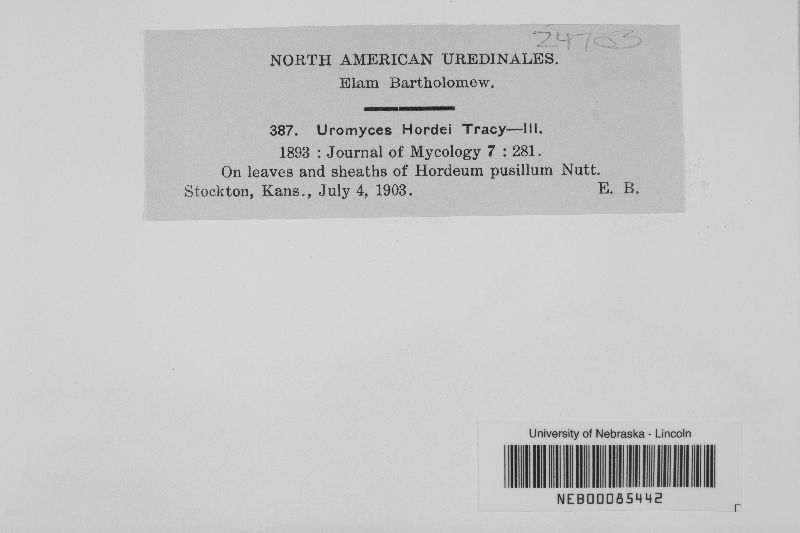 24703
NORTH AMERICAN UREDINALES.
Elam Bartholomew.
387. Uromyces Hordei Tracy—III.
1893 : Journal of Mycology 7 : 281.
On leaves and sheaths of Hordeum pusillum Nutt.
Stockton, Kans., July 4, 1903. E. B.
University of Nebraska - Lincoln
NEB00085442